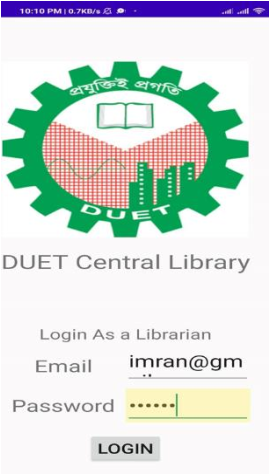 10:10 PM | 0.7KB/s
প্রযুক্তিই প্রগতি
DUET
DUET Central Library
Login As a Librarian
Email imran@gm
Password ••••••
LOGIN